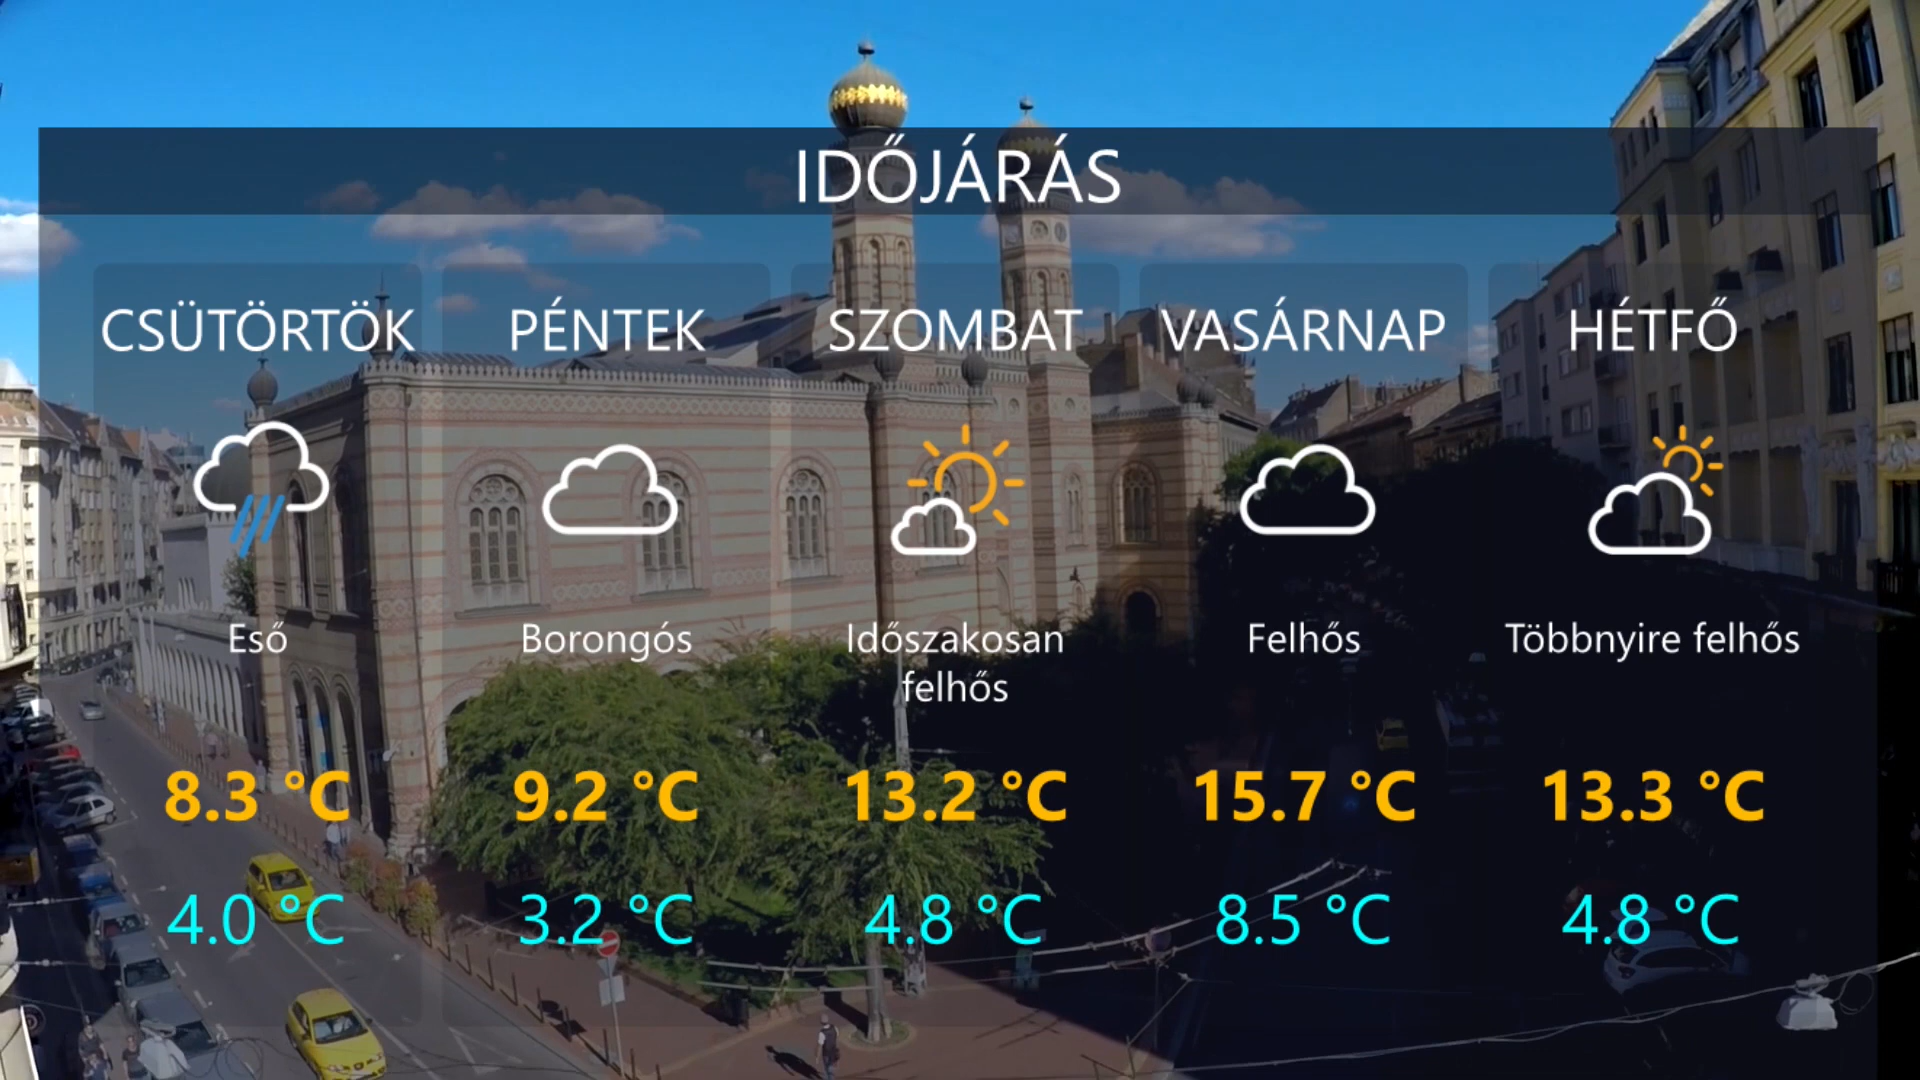 IDŐJÁRÁS
CSÜTÖRTÖK
Eső
8.3 °C
4.0 °C
PÉNTEK
Borongós
9.2 °C
3.2 °C
SZOMBAT
Időszakosan
felhős
13.2 °C
4.8 °C
VASÁRNAP
Felhős
15.7 °C
8.5 °C
HÉTFŐ
Többnyire felhős
13.3 °C
4.8 °C